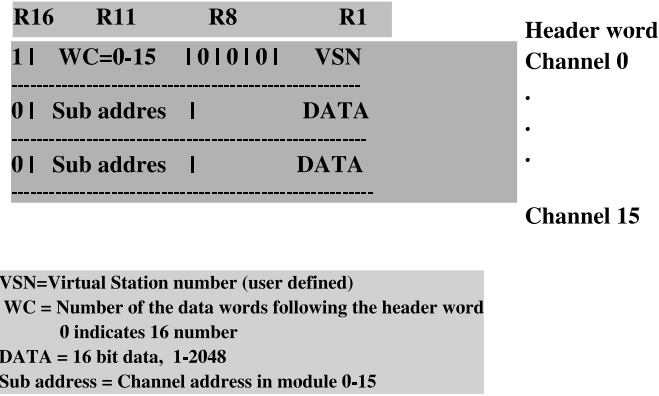 R16 R11 R8 R1
Header word
1| WC=0-15 |0|0|0| VSN
Channel 0
--------------------------------------------------------
.
0| Sub addres | DATA
.
---------------------------------------------------------
.
0| Sub addres | DATA
----------------------------------------------------------
Channel 15
VSN=Virtual Station number (user defined)
WC = Number of the data words following the header word
0 indicates 16 number
DATA = 16 bit data, 1-2048
Sub address = Channel address in module 0-15